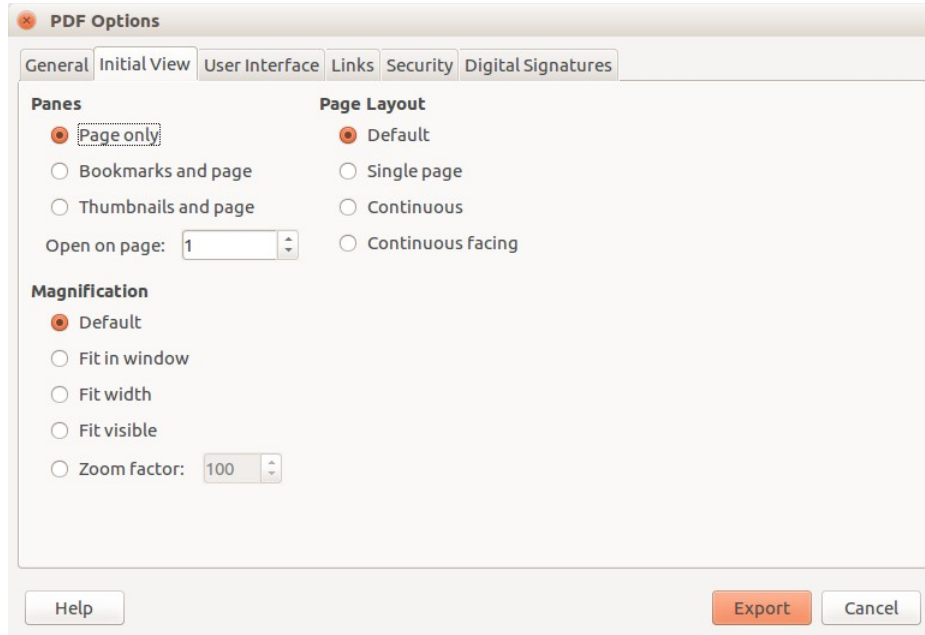 PDF Options
General Initial View User Interface Links Security Digital Signatures
Panes
Page only
Bookmarks and page
Thumbnails and page
Open on page: 1
Page Layout
Default
Single page
Continuous
Continuous facing
Magnification
Default
Fit in window
Fit width
Fit visible
Zoom factor: 100
Help Export Cancel